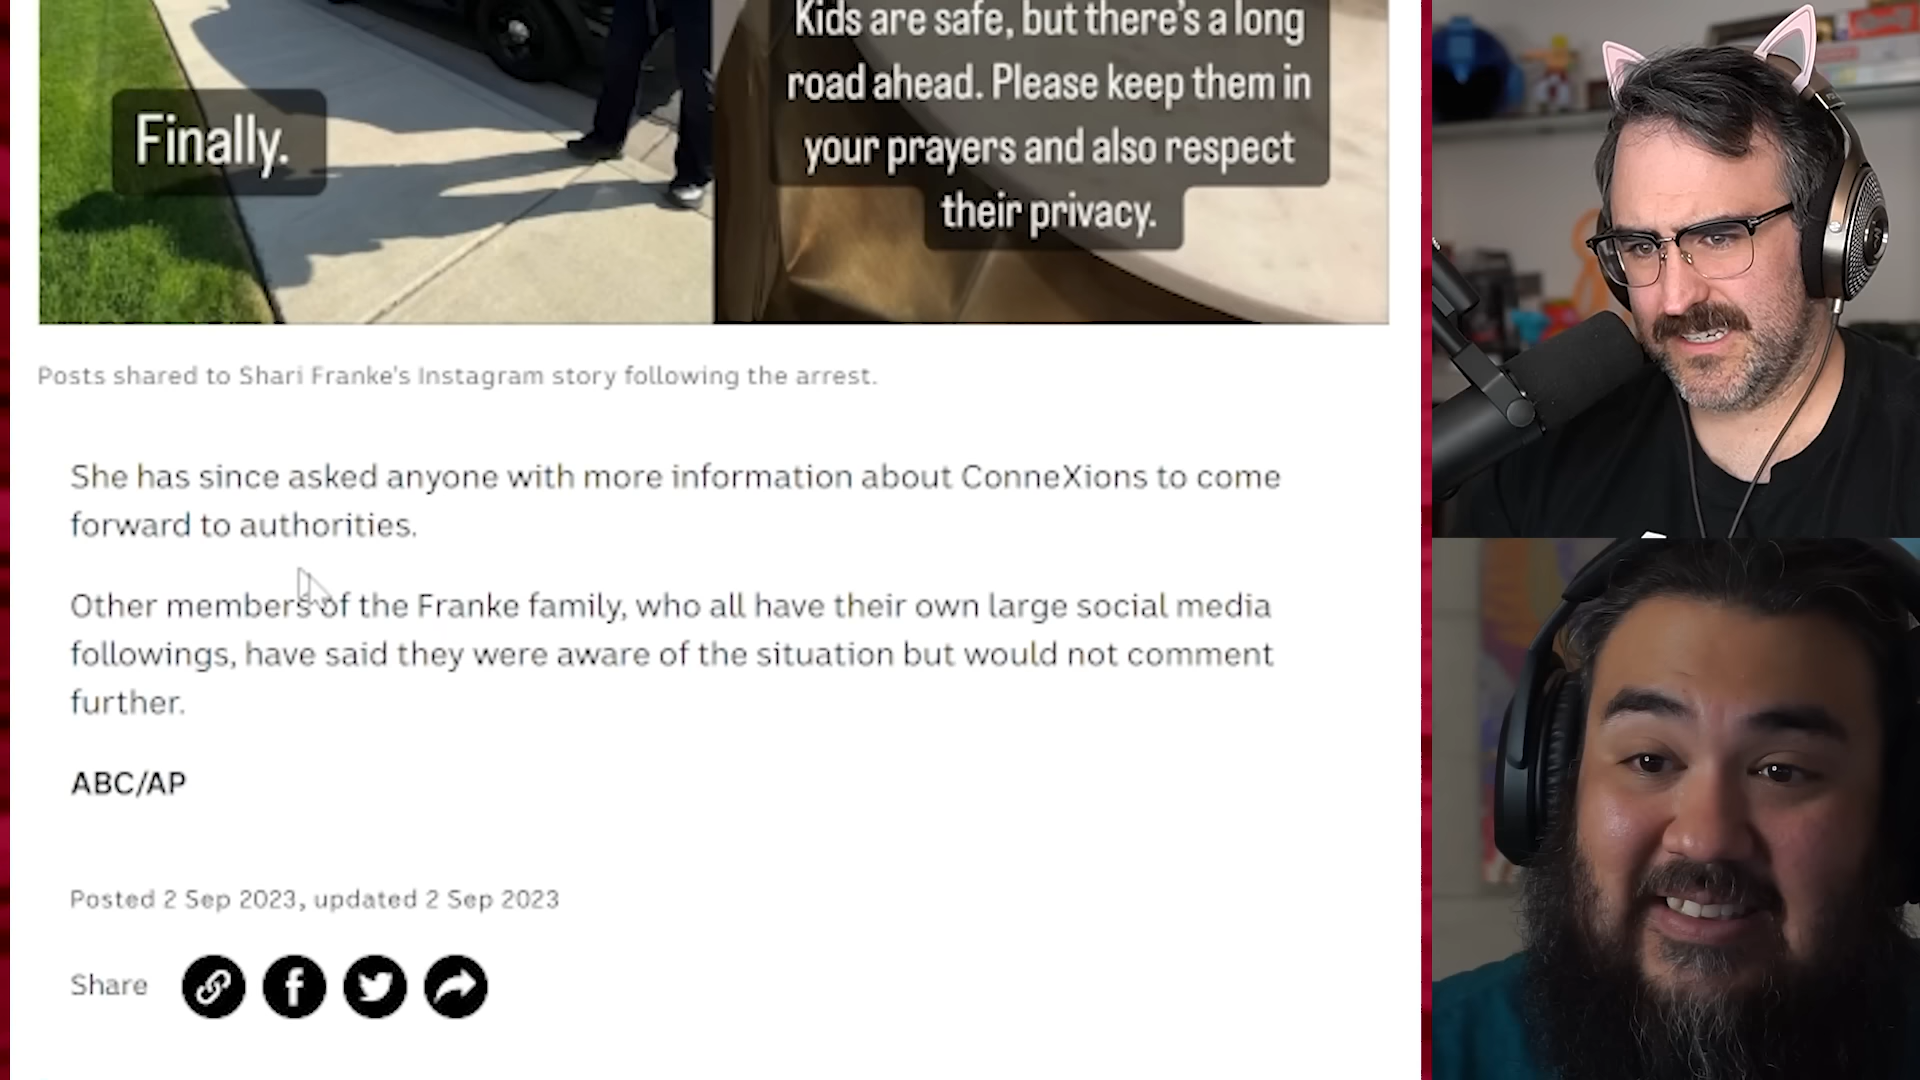 Finally.
Kids are safe, but there's a long
road ahead. Please keep them in
your prayers and also respect
their privacy.
Posts shared to Shari Franke's Instagram story following the arrest.
She has since asked anyone with more information about ConneXions to come
forward to authorities.
Other members of the Franke family, who all have their own large social media
followings, have said they were aware of the situation but would not comment
further.
ABC/AP
Posted 2 Sep 2023, updated 2 Sep 2023
Share